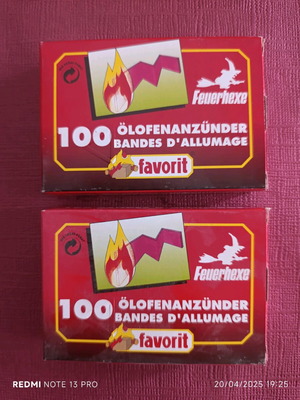 Feuerhexe
100 ÖLOFENANZÜNDER
BANDES D'ALLUMAGE
favorit
Feuerhexe
100 ÖLOFENANZÜNDER
BANDES D'ALLUMAGE
favorit
REDMI NOTE 13 PRO
20/04/2025 19:25